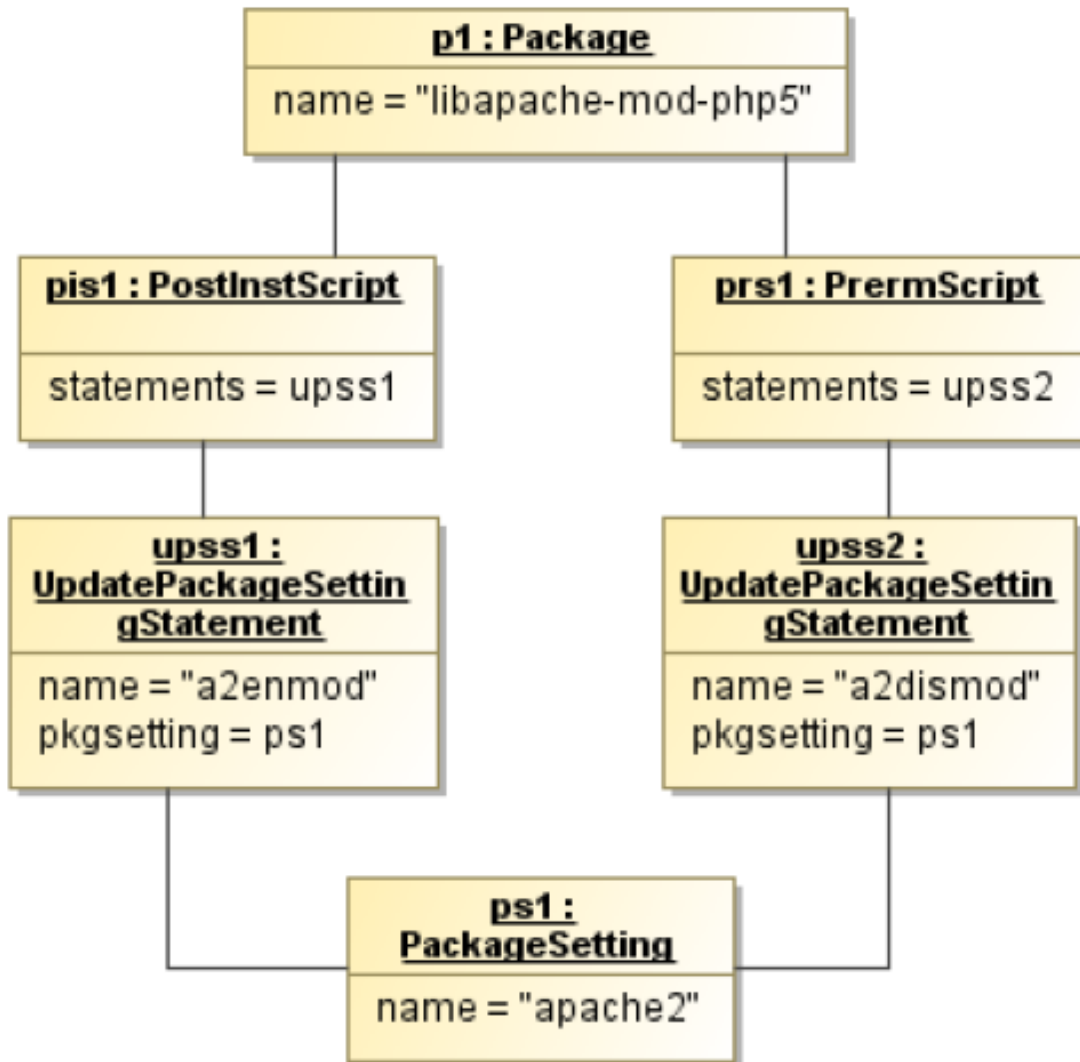 p1 : Package
name = "libapache-mod-php5"
pis1 : PostInstScript
statements = upss1
prs1 : PrermScript
statements = upss2
upss1 :
UpdatePackageSettin
gStatement
name = "a2enmod"
pkgsetting = ps1
upss2 :
UpdatePackageSettin
gStatement
name = "a2dismod"
pkgsetting = ps1
ps1 :
PackageSetting
name = "apache2"